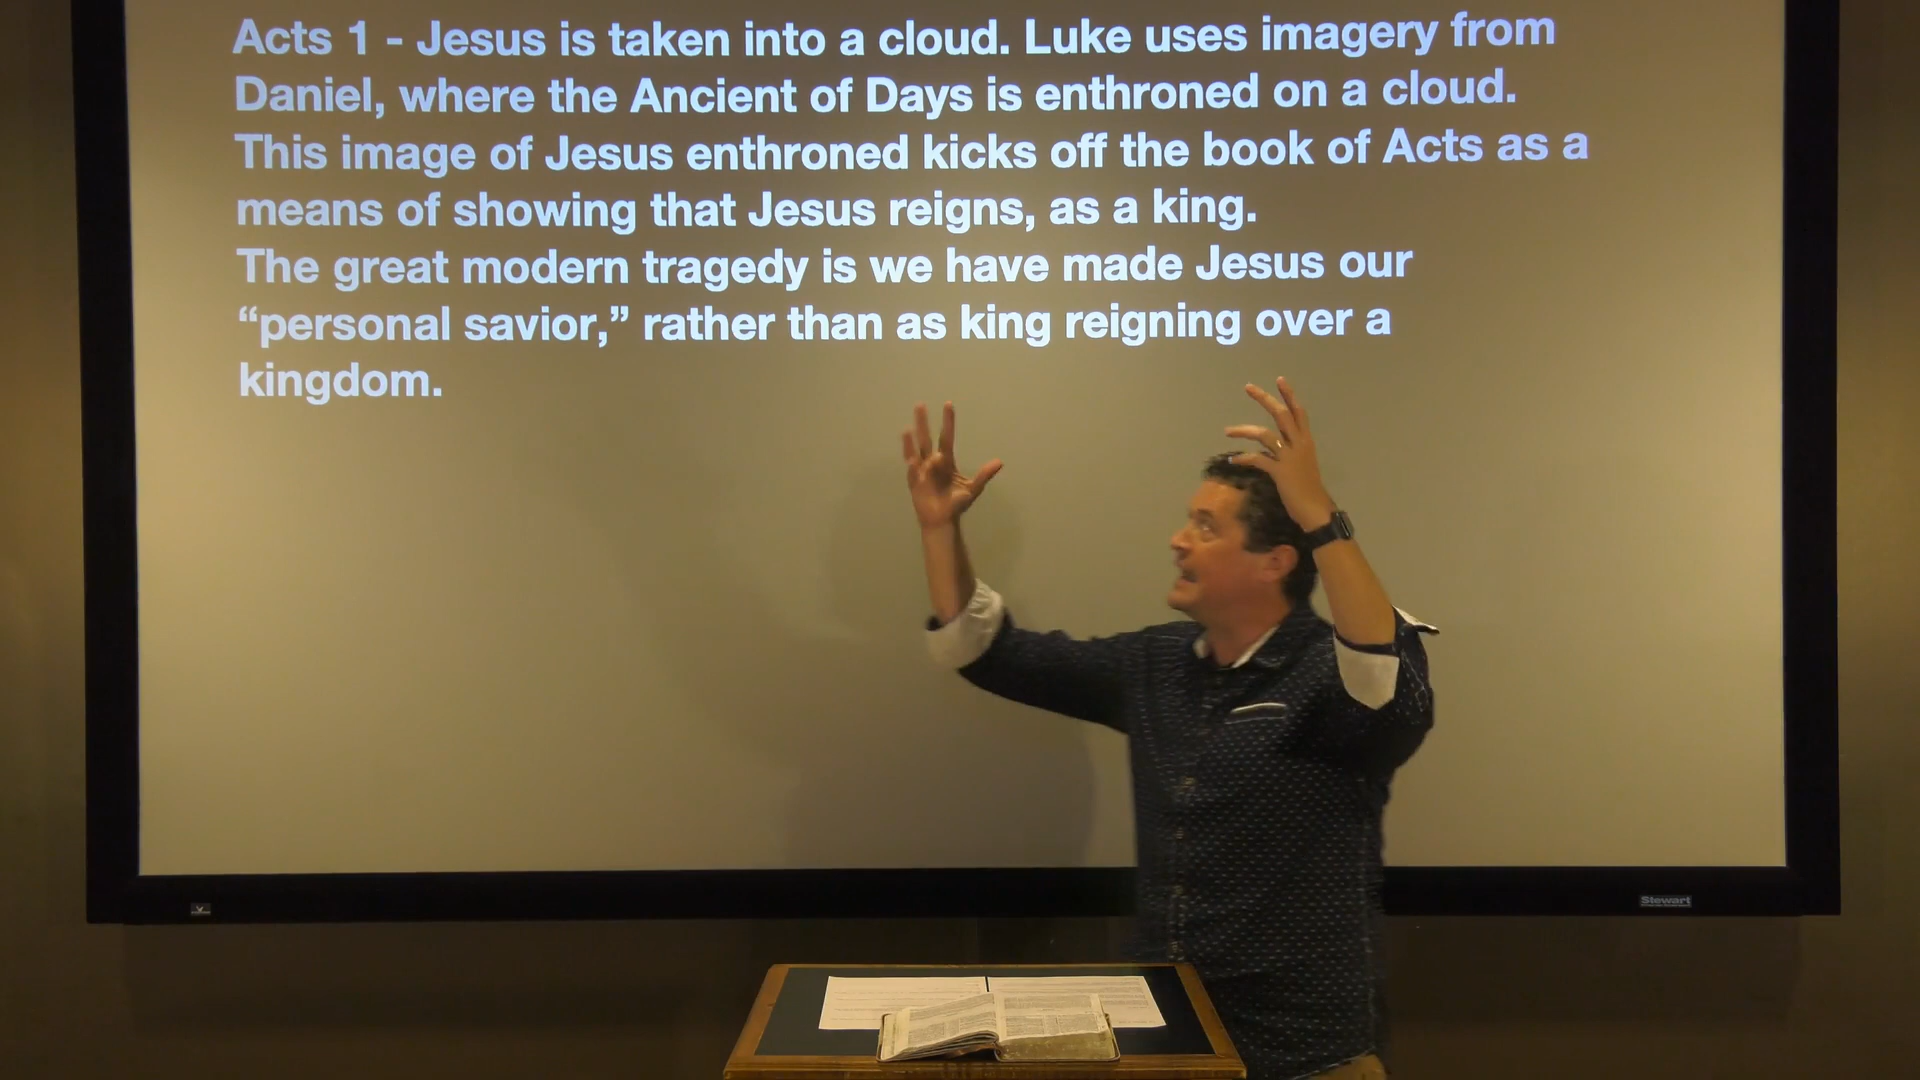 Acts 1 - Jesus is taken into a cloud. Luke uses imagery from
Daniel, where the Ancient of Days is enthroned on a cloud.
This image of Jesus enthroned kicks off the book of Acts as a
means of showing that Jesus reigns, as a king.
The great modern tragedy is we have made Jesus our
“personal savior,” rather than as king reigning over a
kingdom.
Stewart